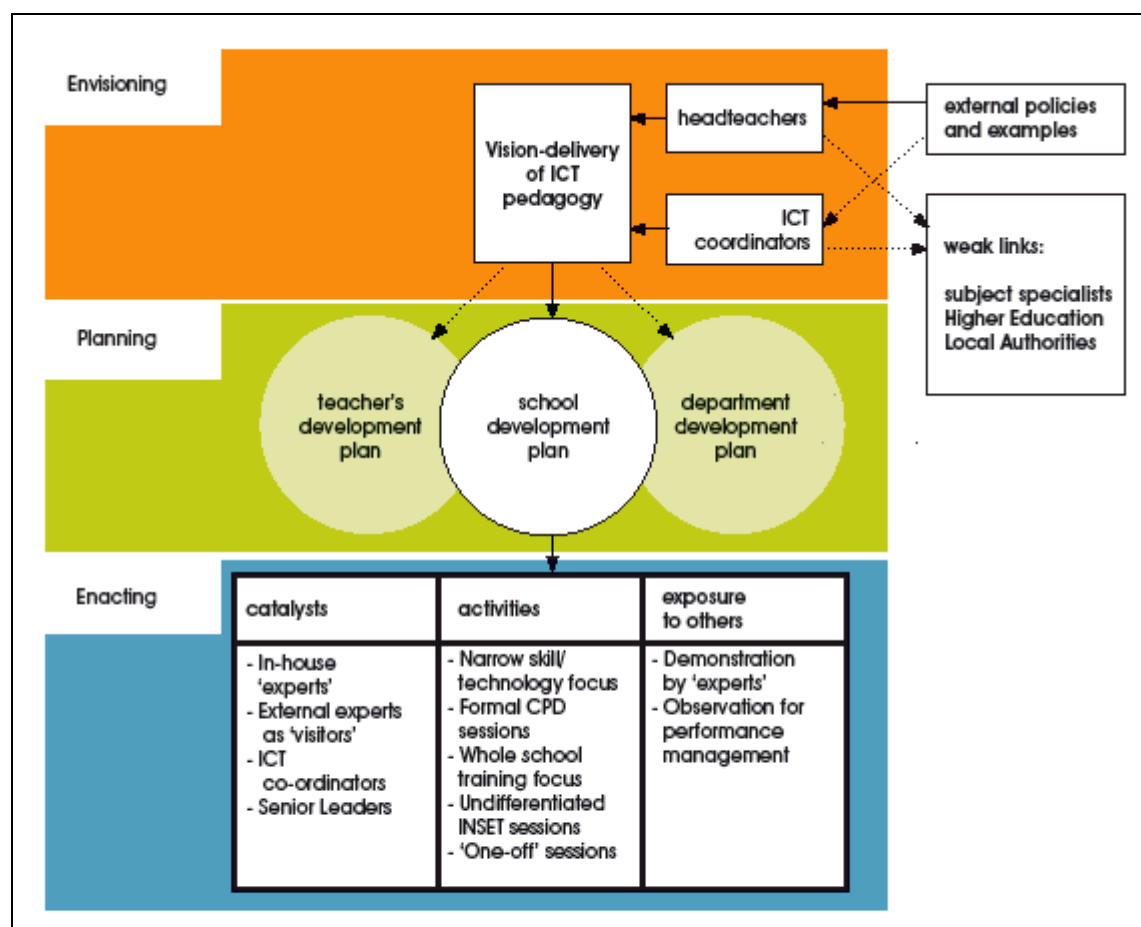 Envisioning
Vision-delivery
of ICT
pedagogy
headteachers
ICT
coordinators
external policies
and examples
weak links:
subject specialists
Higher Education
Local Authorities
Planning
teacher's
development
plan
school
development
plan
department
development
plan
Enacting
catalysts
- In-house
'experts'
- External experts
as 'visitors'
- ICT
co-ordinators
- Senior Leaders
activities
- Narrow skill/
technology focus
- Formal CPD
sessions
- Whole school
training focus
- Undifferentiated
INSET sessions
- 'One-off' sessions
exposure
to others
- Demonstration
by 'experts'
- Observation for
performance
management